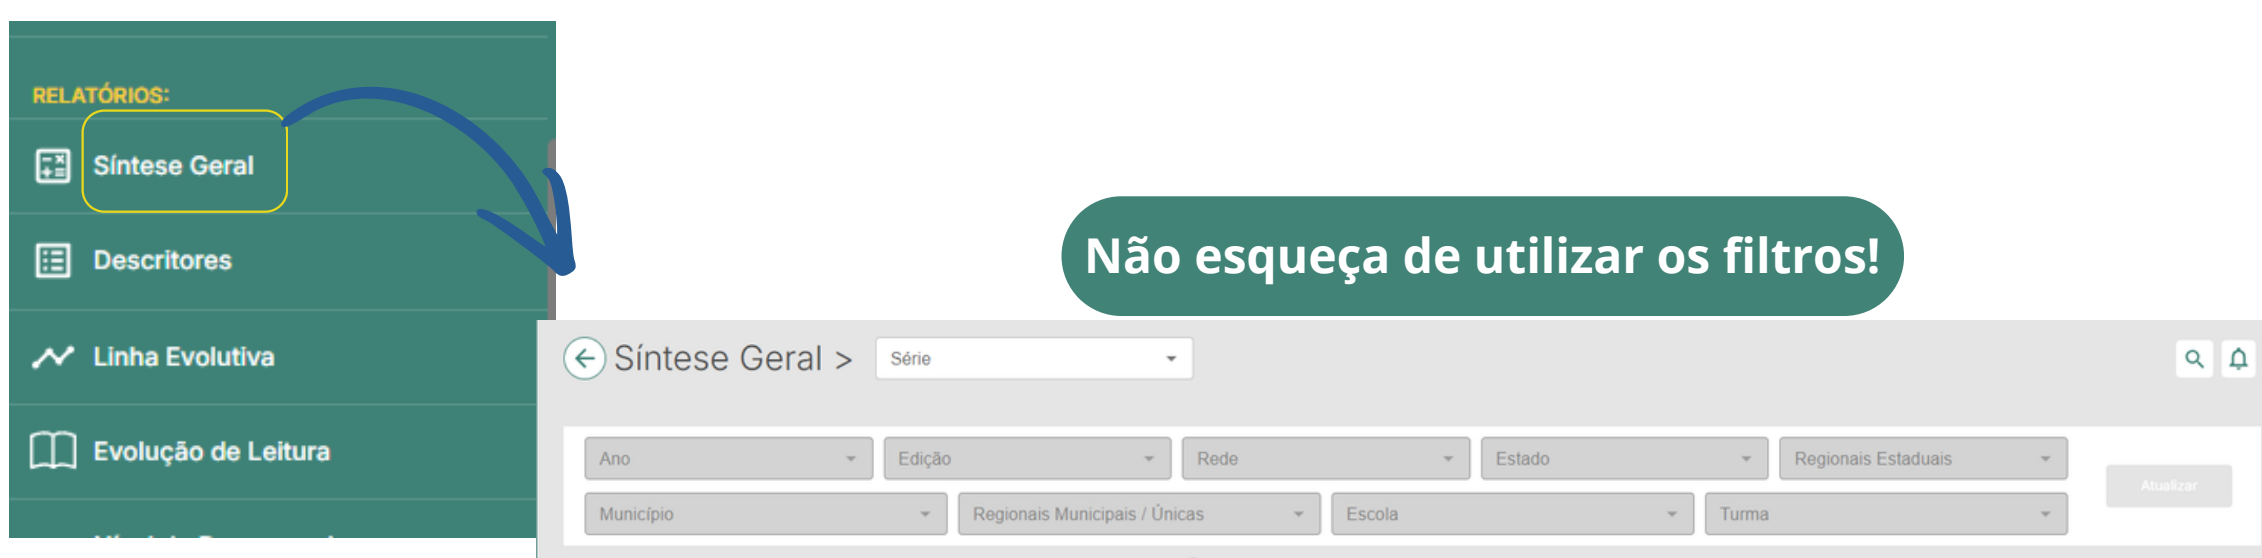 RELATÓRIOS:
Síntese Geral
Descritores
Linha Evolutiva
Evolução de Leitura
Não esqueça de utilizar os filtros!
Síntese Geral > Série
Ano Edição Rede Estado Regionais Estaduais
Atualizar
Município Regionais Municipais / Únicas Escola Turma